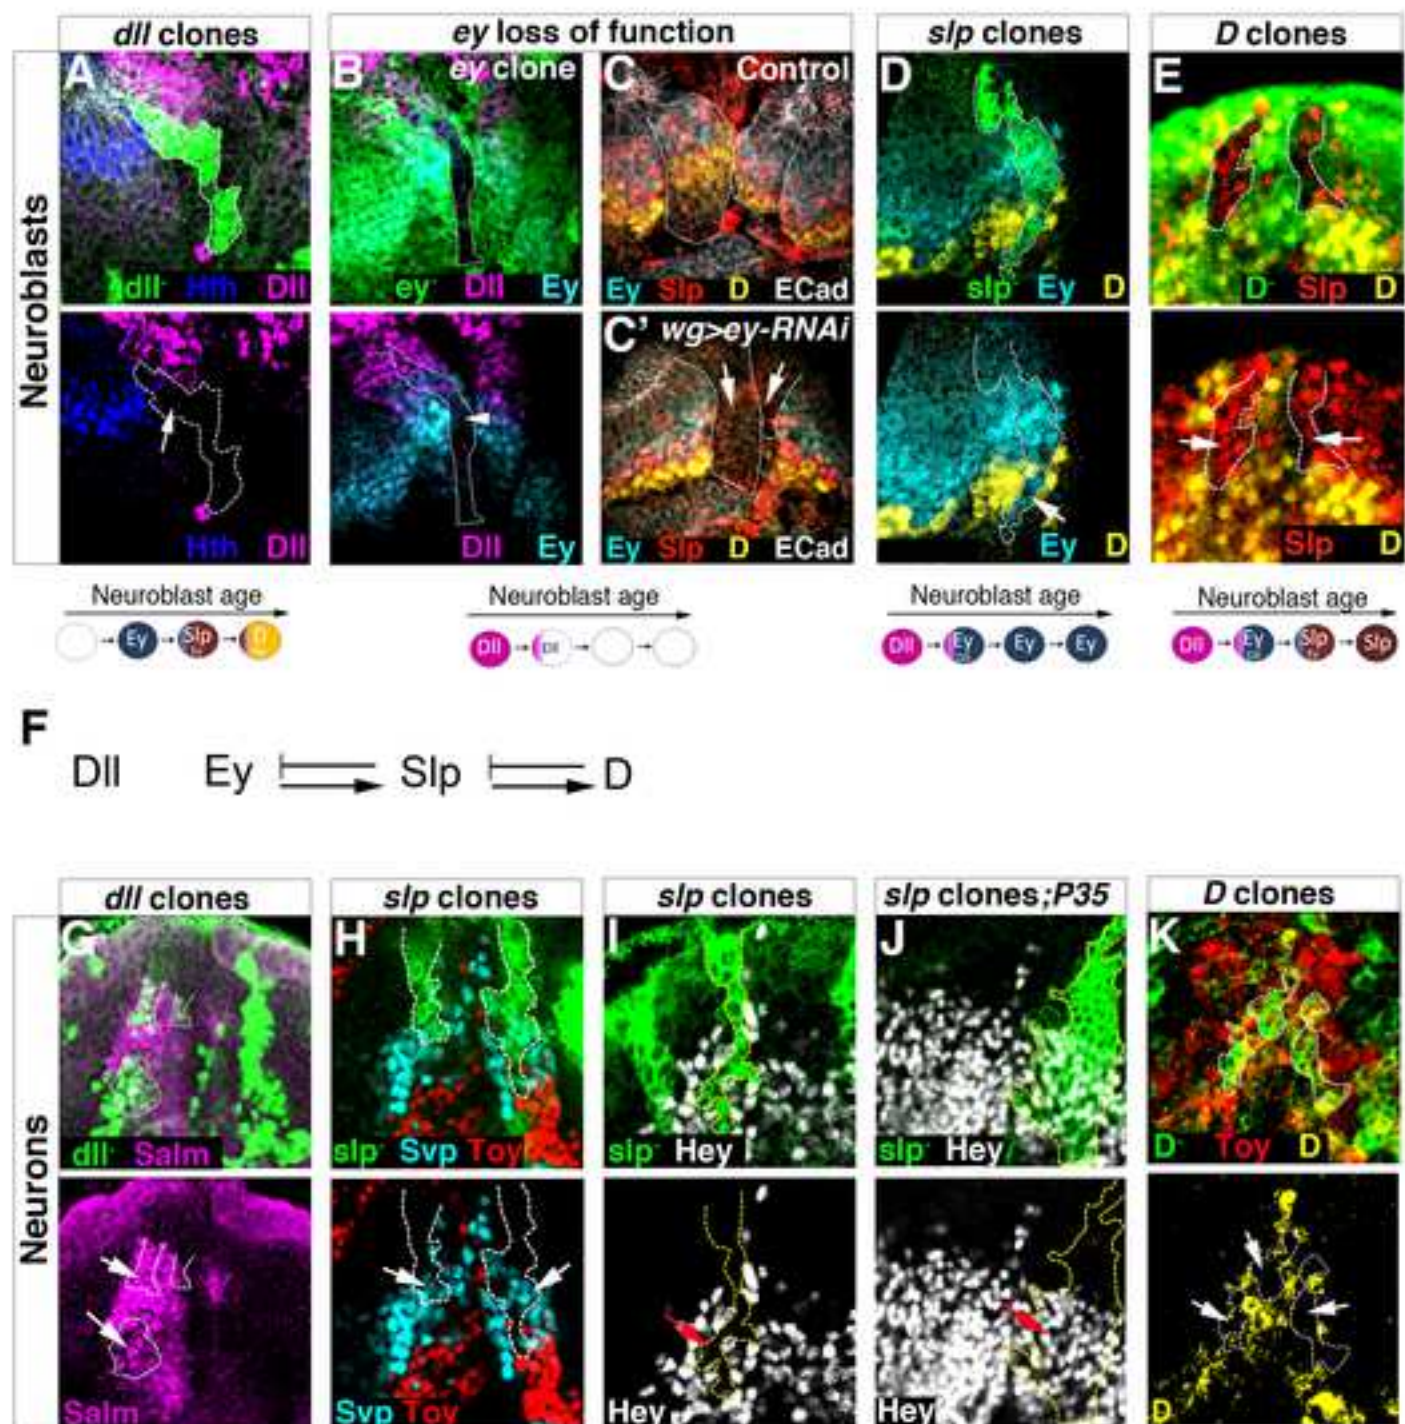 dll clones
ey loss of function
slp clones
D clones
Neuroblasts
A
dll- Hth Dll
B
ey clone
ey- Dll Ey
C
Control
Ey Slp D ECad
D
slp- Ey D
E
D- Slp D
Hth Dll
Dll Ey
C' wg>ey-RNAi
Ey Slp D ECad
Ey D
Slp D
Neuroblast age
Ey Slp D
Neuroblast age
Dll Dll
Neuroblast age
Dll Ey Ey Ey
Neuroblast age
Dll Ey Slp Slp
F
Dll Ey Slp D
dll clones
slp clones
slp clones
slp clones;P35
D clones
Neurons
G
dll- Salm
H
slp- Svp Toy
I
slp- Hey
J
slp- Hey
K
D- Toy D
Salm
Svp Toy
Hey
Hey
D